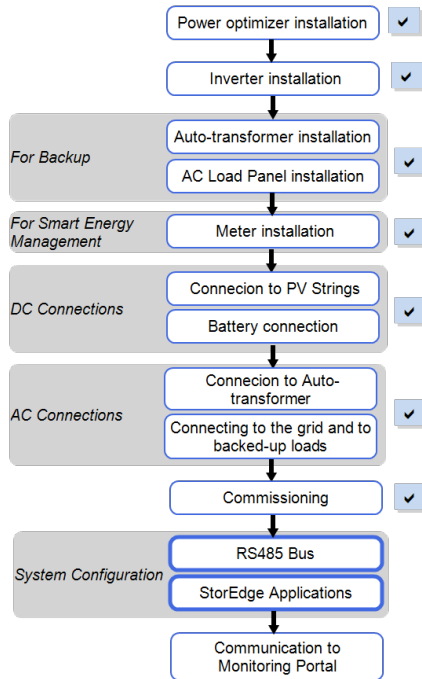 Power optimizer installation
Inverter installation
For Backup
Auto-transformer installation
AC Load Panel installation
For Smart Energy
Management
Meter installation
DC Connections
Connecion to PV Strings
Battery connection
AC Connections
Connecion to Auto-
transformer
Connecting to the grid and to
backed-up loads
Commissioning
System Configuration
RS485 Bus
StorEdge Applications
Communication to
Monitoring Portal